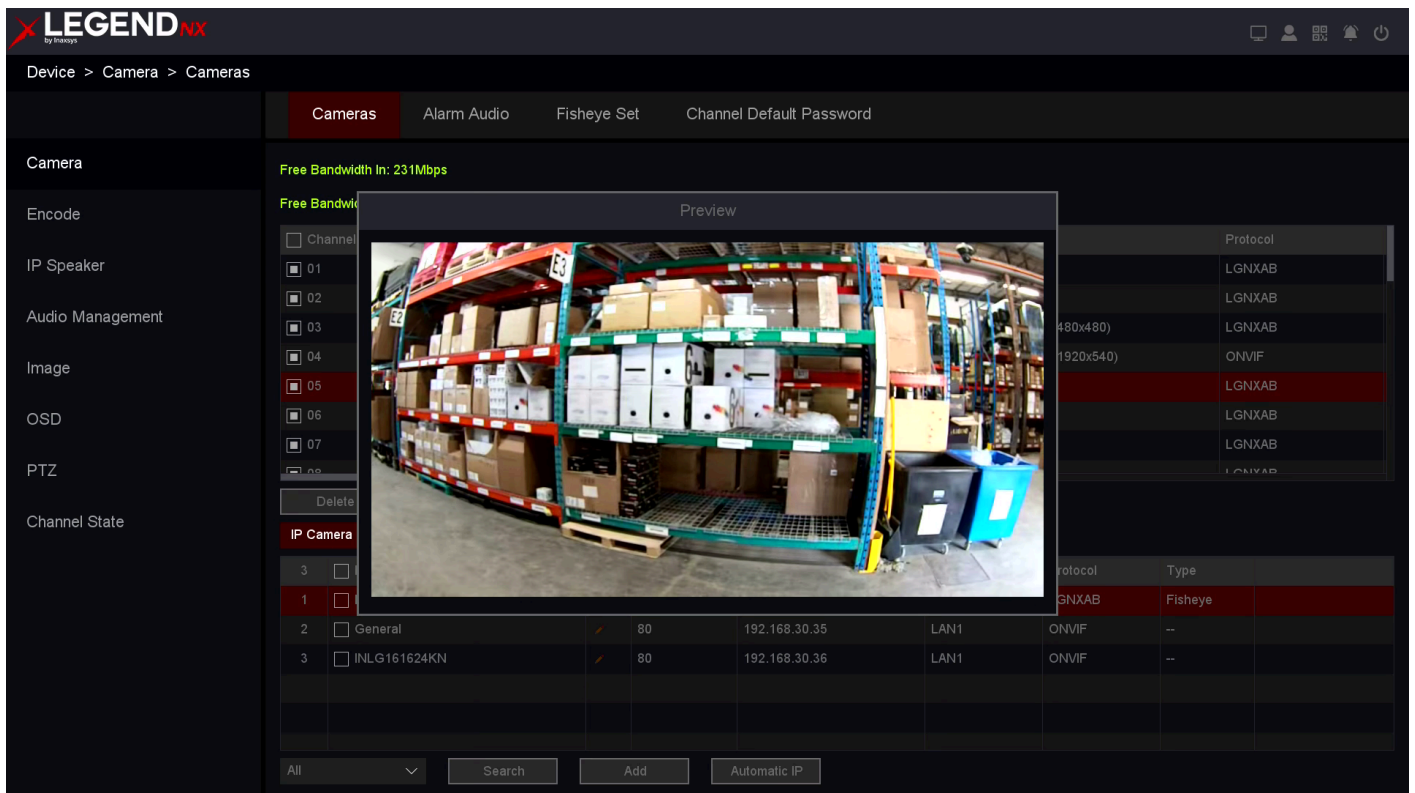 LEGENDNX
by Inaxsys
Device > Camera > Cameras
Cameras Alarm Audio Fisheye Set Channel Default Password
Camera
Encode
IP Speaker
Audio Management
Image
OSD
PTZ
Channel State
Free Bandwidth In: 231Mbps
Free Bandwid
Preview
Channel Protocol
01 LGNXAB
02 LGNXAB
03 480x480) LGNXAB
04 1920x540) ONVIF
05 LGNXAB
06 LGNXAB
07 LGNXAB
08 LGNXAB
E3
E2
Delete
IP Camera
3 rotocol Type
1 GNXAB Fisheye
2 General 80 192.168.30.35 LAN1 ONVIF --
3 INLG161624KN 80 192.168.30.36 LAN1 ONVIF --
All Search Add Automatic IP